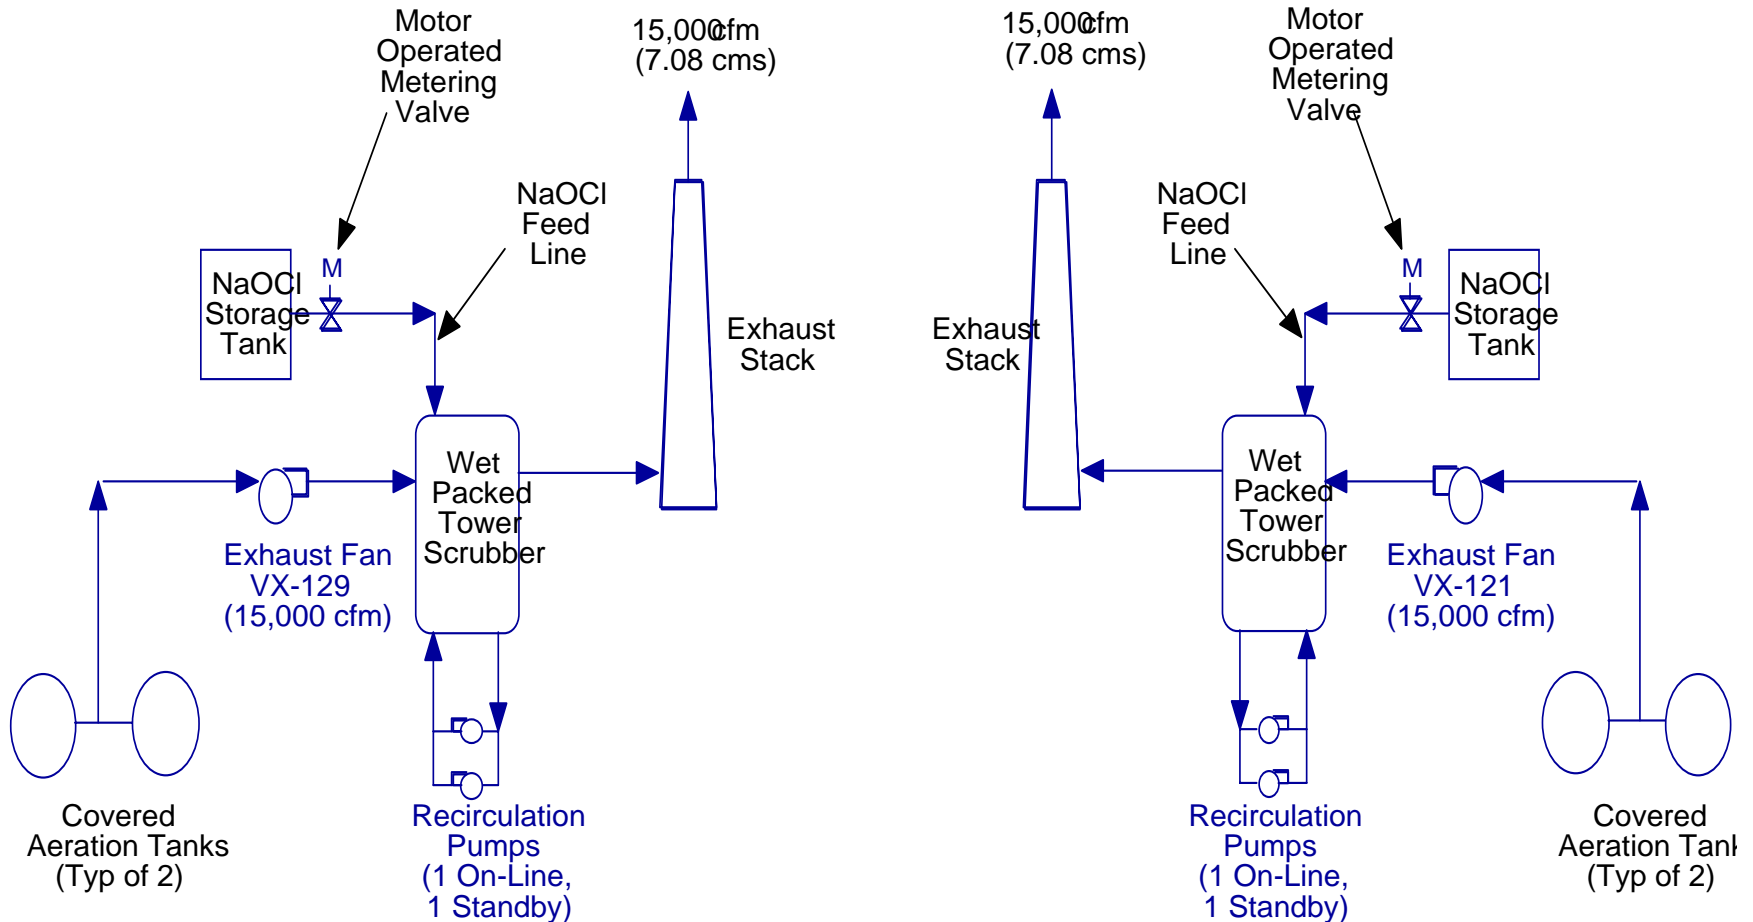 Motor
Operated
Metering
Valve
15,000cfm
(7.08 cms)
NaOCl
Feed
Line
NaOCl
Storage
Tank
M
Exhaust
Stack
Wet
Packed
Tower
Scrubber
Exhaust Fan
VX-129
(15,000 cfm)
Covered
Aeration Tanks
(Typ of 2)
Recirculation
Pumps
(1 On-Line,
1 Standby)
15,000cfm
(7.08 cms)
Motor
Operated
Metering
Valve
NaOCl
Feed
Line
M
NaOCl
Storage
Tank
Exhaust
Stack
Wet
Packed
Tower
Scrubber
Exhaust Fan
VX-121
(15,000 cfm)
Recirculation
Pumps
(1 On-Line,
1 Standby)
Covered
Aeration Tank
(Typ of 2)